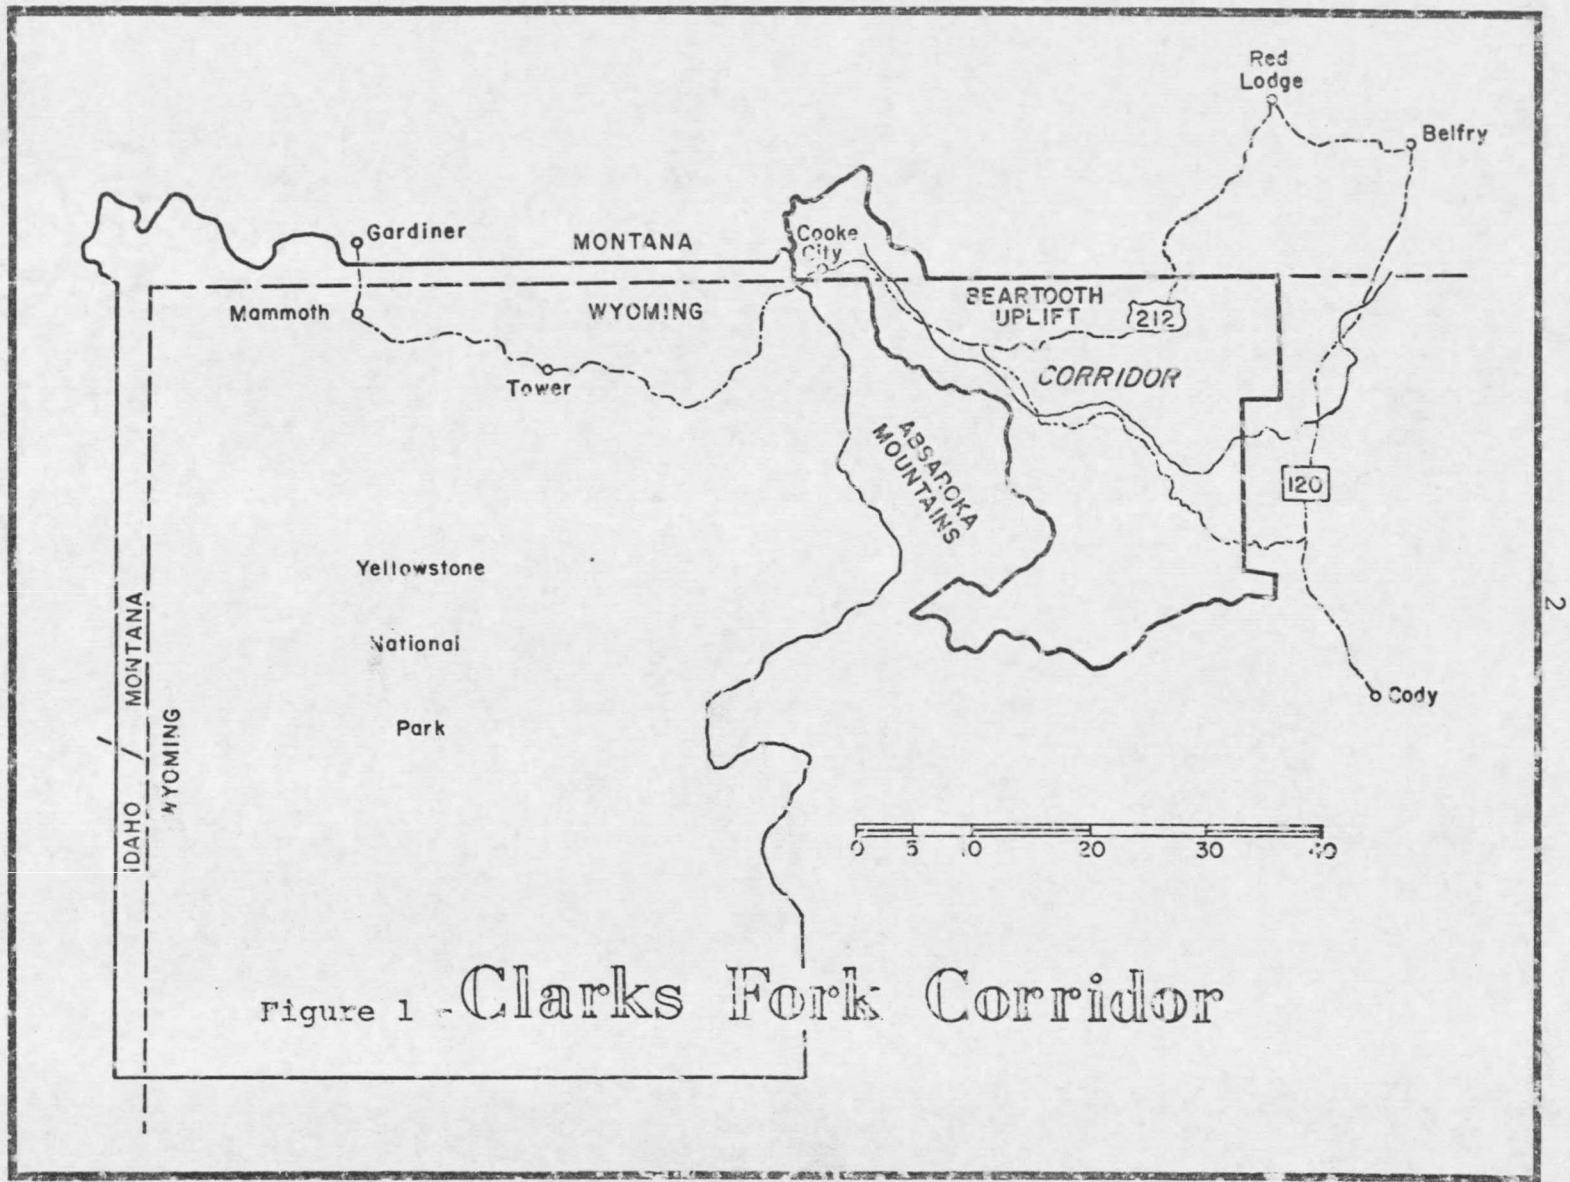 Red
Lodge
Belfry
Gardiner
MONTANA
Cooke
City
Mammoth
WYOMING
BEARTOOTH
UPLIFT
212
Tower
CORRIDOR
ABSAROKA
MOUNTAINS
120
Yellowstone
National
Park
MONTANA
WYOMING
IDAHO
Cody
2
0 5 10 20 30 40
Figure 1 - Clarks Fork Corridor